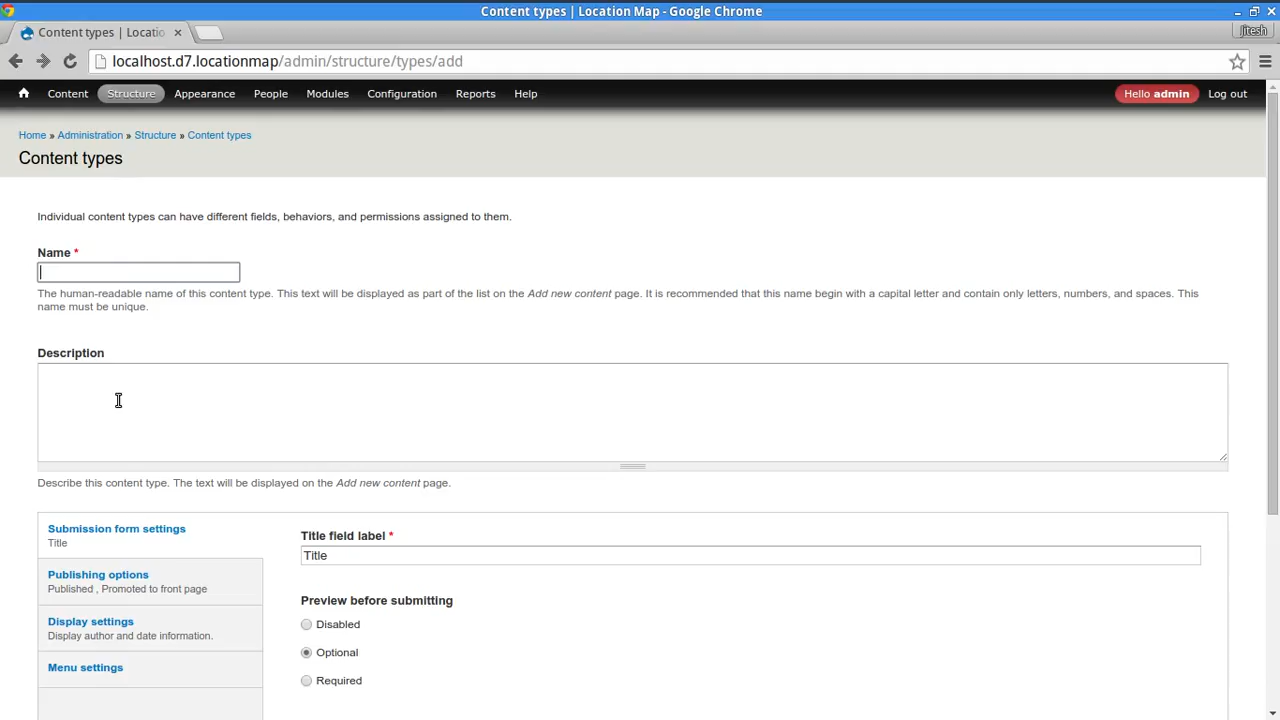 Content types | Location Map - Google Chrome
Content types | Locatio
jitesh
localhost.d7.locationmap/admin/structure/types/add
Content Structure Appearance People Modules Configuration Reports Help Hello admin Log out
Home » Administration » Structure » Content types
Content types
Individual content types can have different fields, behaviors, and permissions assigned to them.
Name *
The human-readable name of this content type. This text will be displayed as part of the list on the Add new content page. It is recommended that this name begin with a capital letter and contain only letters, numbers, and spaces. This
name must be unique.
Description
Describe this content type. The text will be displayed on the Add new content page.
Submission form settings
Title
Publishing options
Published , Promoted to front page
Display settings
Display author and date information.
Menu settings
Title field label *
Title
Preview before submitting
Disabled
Optional
Required